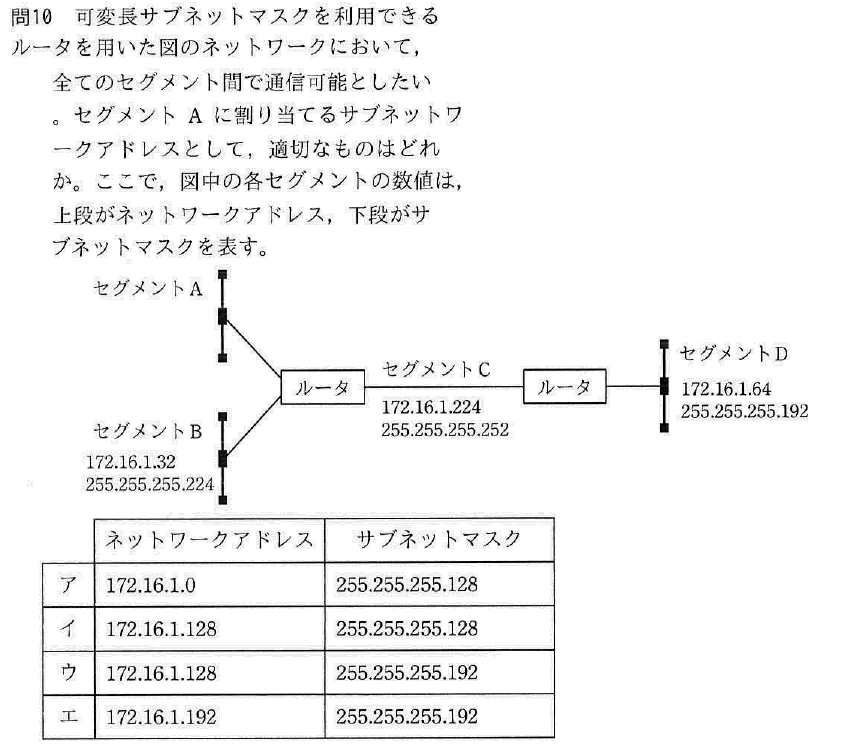 問10 可変長サブネットマスクを利用できる
ルータを用いた図のネットワークにおいて，
全てのセグメント間で通信可能としたい
。セグメント A に割り当てるサブネットワ
ークアドレスとして，適切なものはどれ
か。ここで，図中の各セグメントの数値は，
上段がネットワークアドレス，下段がサ
ブネットマスクを表す。
セグメントA
セグメントB
172.16.1.32
255.255.255.224
ルータ
セグメントC
172.16.1.224
255.255.255.252
ルータ
セグメントD
172.16.1.64
255.255.255.192
ネットワークアドレス サブネットマスク
ア 172.16.1.0 255.255.255.128
イ 172.16.1.128 255.255.255.128
ウ 172.16.1.128 255.255.255.192
エ 172.16.1.192 255.255.255.192